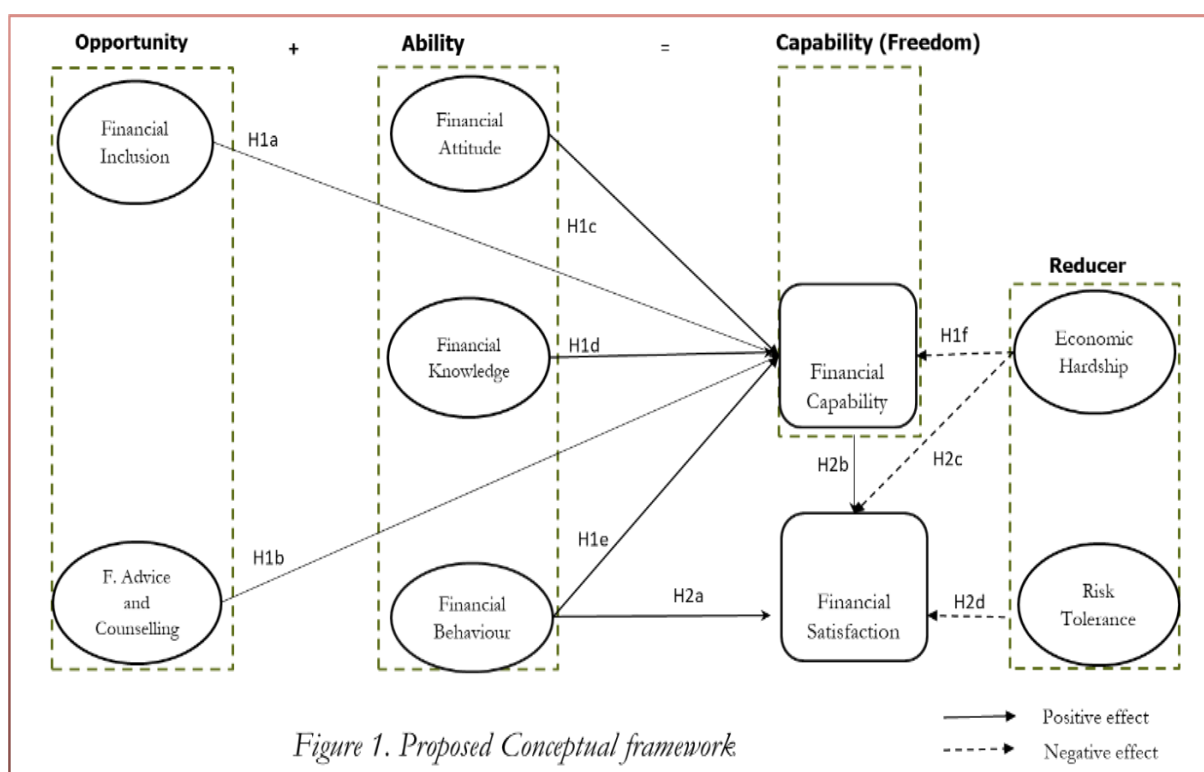 Opportunity + Ability = Capability (Freedom)
Financial
Inclusion
H1a
Financial
Attitude
H1c
Reducer
Financial
Knowledge
H1d
Financial
Capability
H1f
Economic
Hardship
H2b
H2c
F. Advice
and
Counselling
H1b
H1e
Financial
Behaviour
H2a
Financial
Satisfaction
H2d
Risk
Tolerance
Positive effect
Negative effect
Figure 1. Proposed Conceptual framework